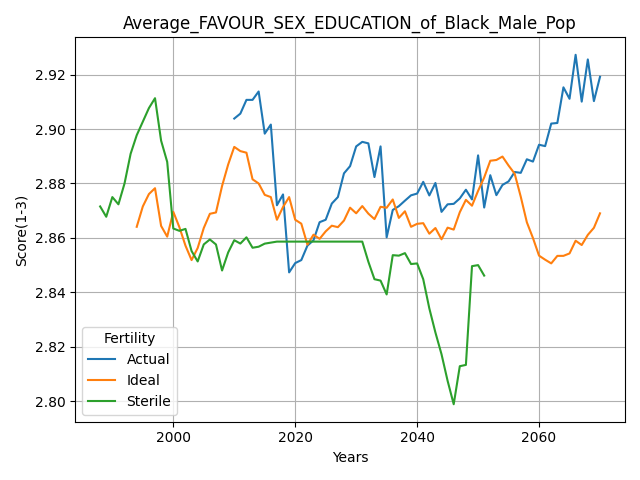 Average_FAVOUR_SEX_EDUCATION_of_Black_Male_Pop
Score(1-3)
2.92
2.90
2.88
2.86
2.84
2.82
2.80
Fertility
Actual
Ideal
Sterile
2000
2020
2040
2060
Years